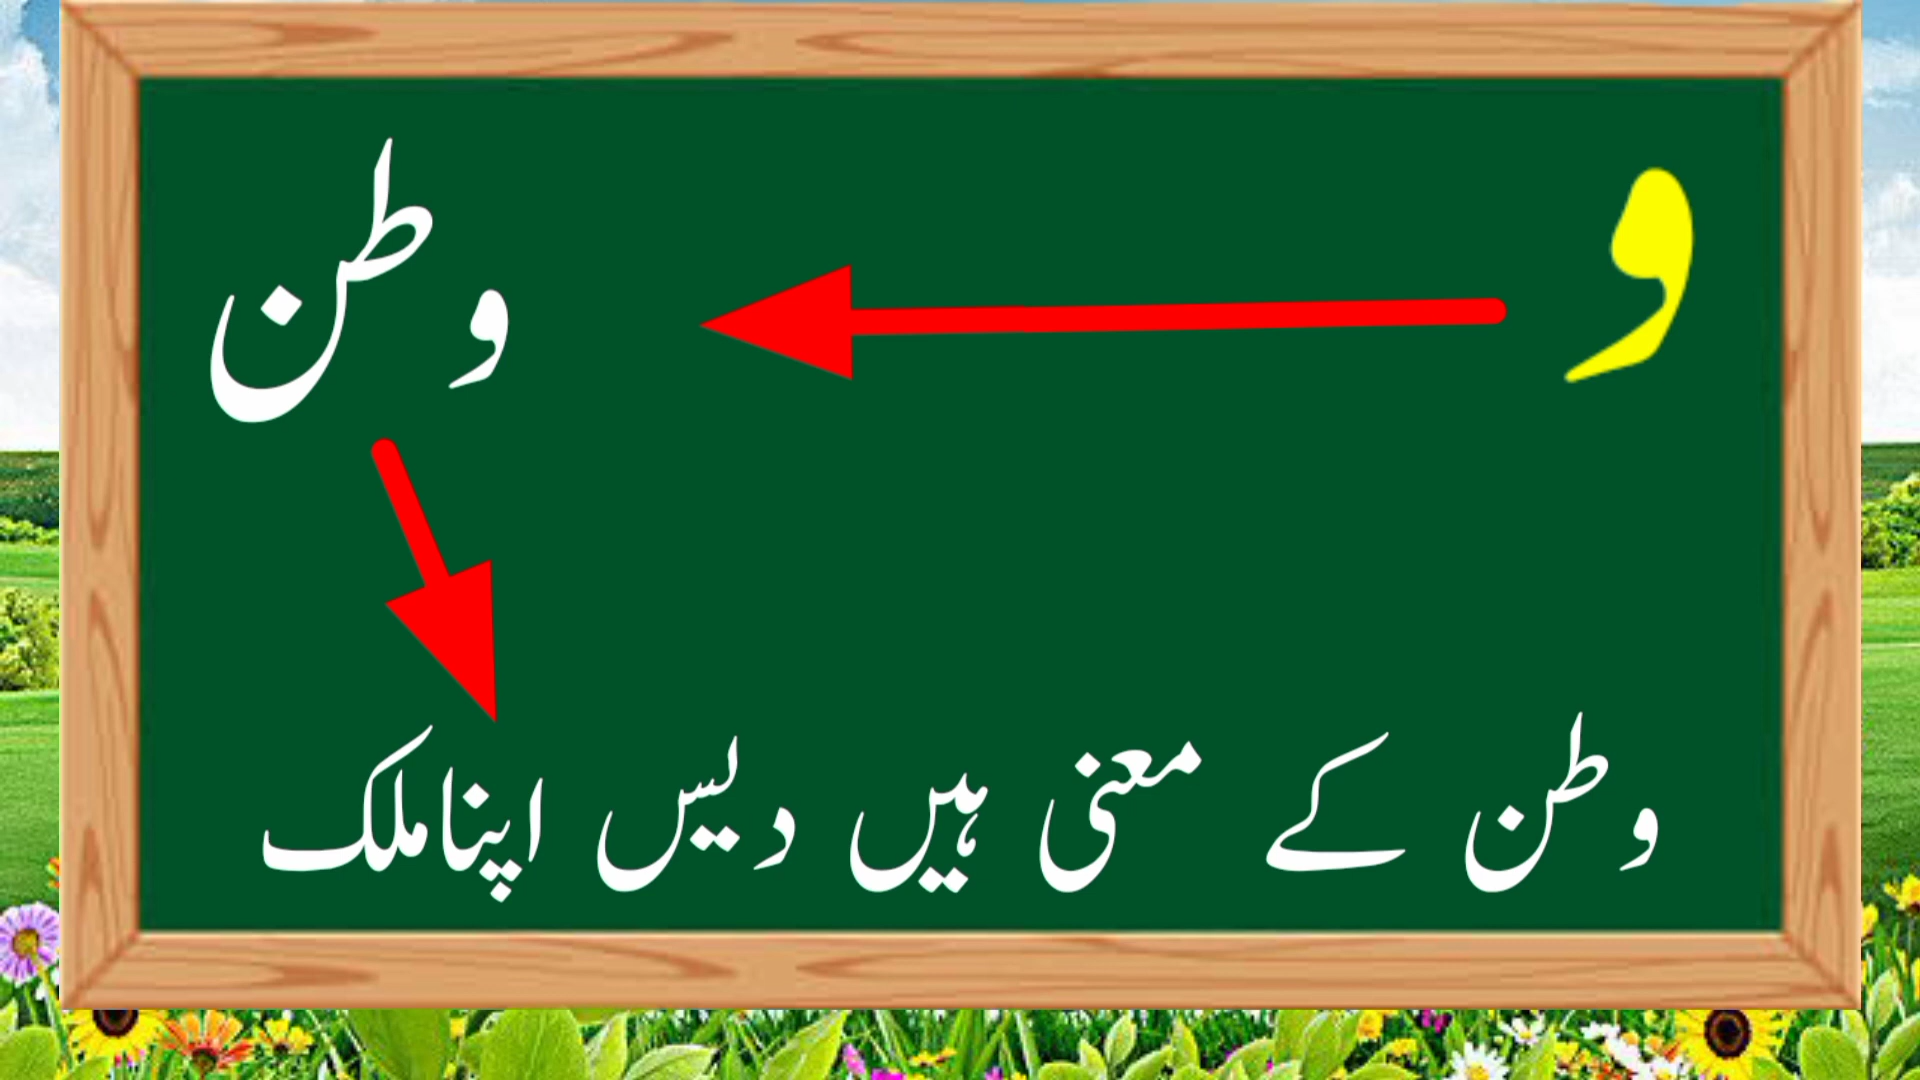 و
وطن
وطن کے معنی ہیں دیس اپنا ملک